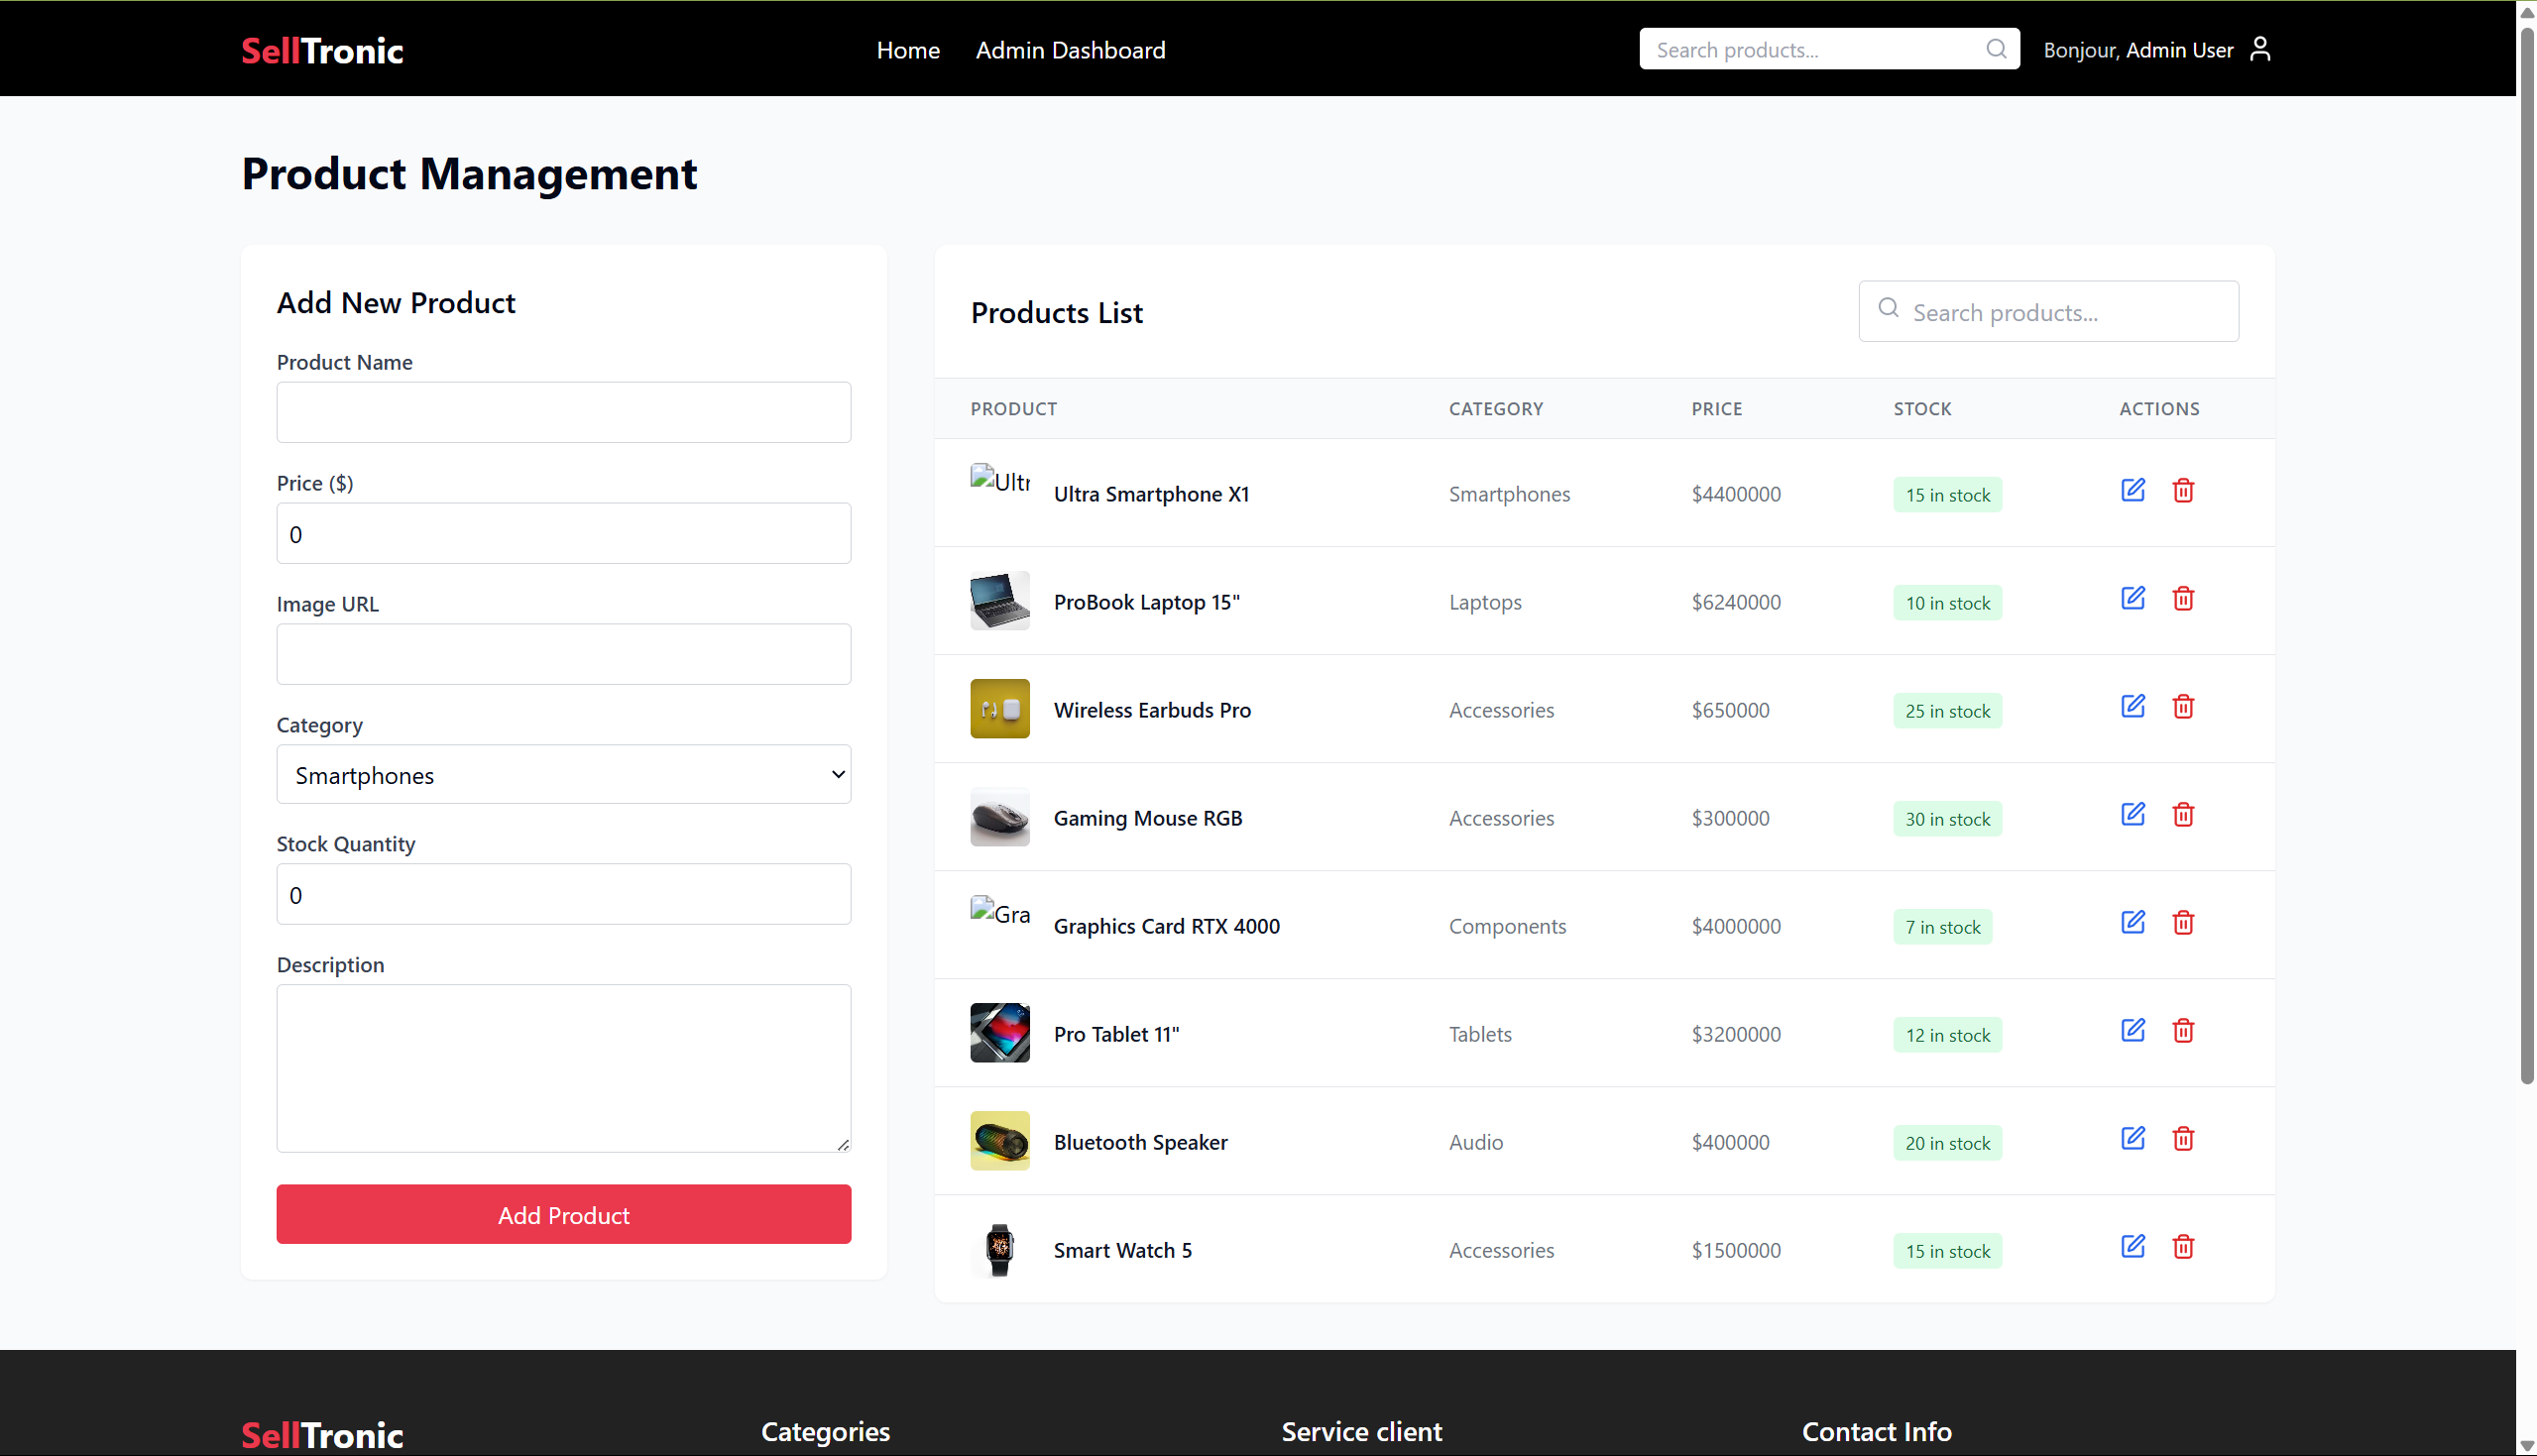 SellTronic
Home
Admin Dashboard
Search products...
Bonjour, Admin User
Product Management
Add New Product
Product Name
Price ($)
0
Image URL
Category
Smartphones
Stock Quantity
0
Description
Add Product
Products List
Search products...
PRODUCT CATEGORY PRICE STOCK ACTIONS
Ultr Ultra Smartphone X1 Smartphones $4400000 15 in stock
ProBook Laptop 15" Laptops $6240000 10 in stock
Wireless Earbuds Pro Accessories $650000 25 in stock
Gaming Mouse RGB Accessories $300000 30 in stock
Gra Graphics Card RTX 4000 Components $4000000 7 in stock
Pro Tablet 11" Tablets $3200000 12 in stock
Bluetooth Speaker Audio $400000 20 in stock
Smart Watch 5 Accessories $1500000 15 in stock
SellTronic
Categories
Service client
Contact Info